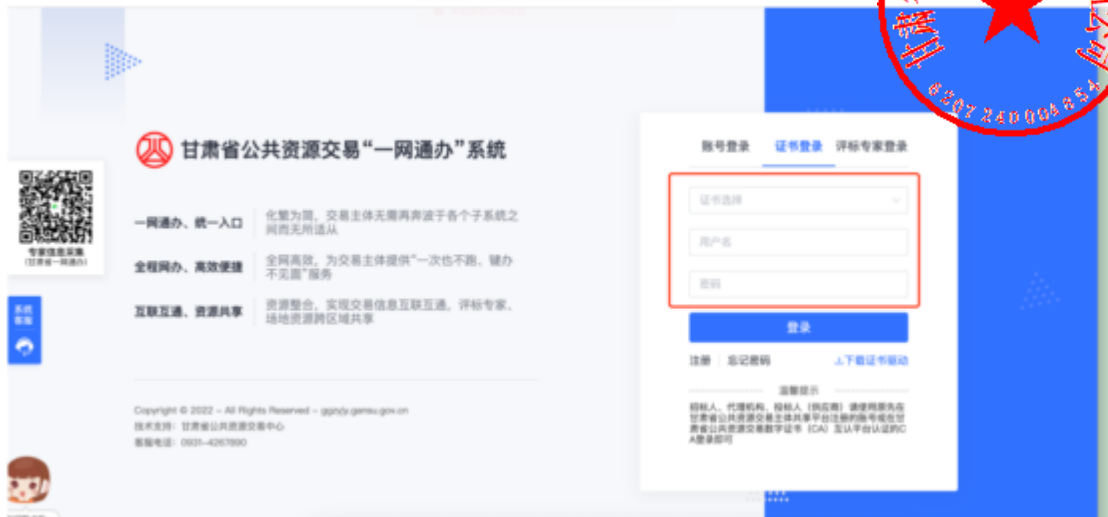 甘肃省公共资源交易“一网通办”系统
一网通办、统一入口
化繁为简，交易主体无需再奔波于各个子系统之
间而无所适从
全程网办、高效便捷
全网高效，为交易主体提供“一次也不跑、键办
不见面”服务
互联互通、资源共享
资源整合，实现交易信息互联互通，评标专家、
场地资源跨区域共享
Copyright © 2022 - All Rights Reserved - ggzyjy.gansu.gov.cn
技术支持：甘肃省公共资源交易中心
客服电话：0931-4267890
专家信息采集
(甘肃省一网通办)
系统
客服
账号登录 证书登录 评标专家登录
证书选择
用户名
密码
登录
注册 忘记密码 下载证书驱动
温馨提示
招标人、代理机构、投标人（供应商）请使用原先在
甘肃省公共资源交易主体共享平台注册的账号或在甘
肃省公共资源交易数字证书（CA）互认平台认证的C
A登录即可
甘肃
司